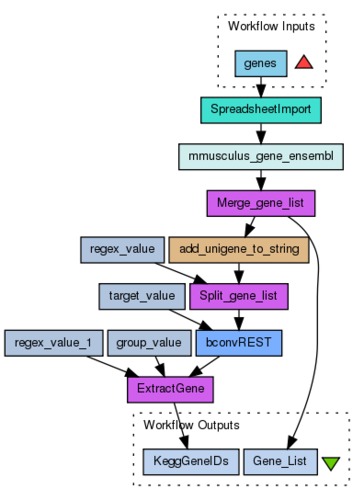 Workflow Inputs
genes
SpreadsheetImport
mmusculus_gene_ensembl
Merge_gene_list
regex_value
add_unigene_to_string
target_value
Split_gene_list
regex_value_1
group_value
bconvREST
ExtractGene
Workflow Outputs
KeggGeneIDs
Gene_List